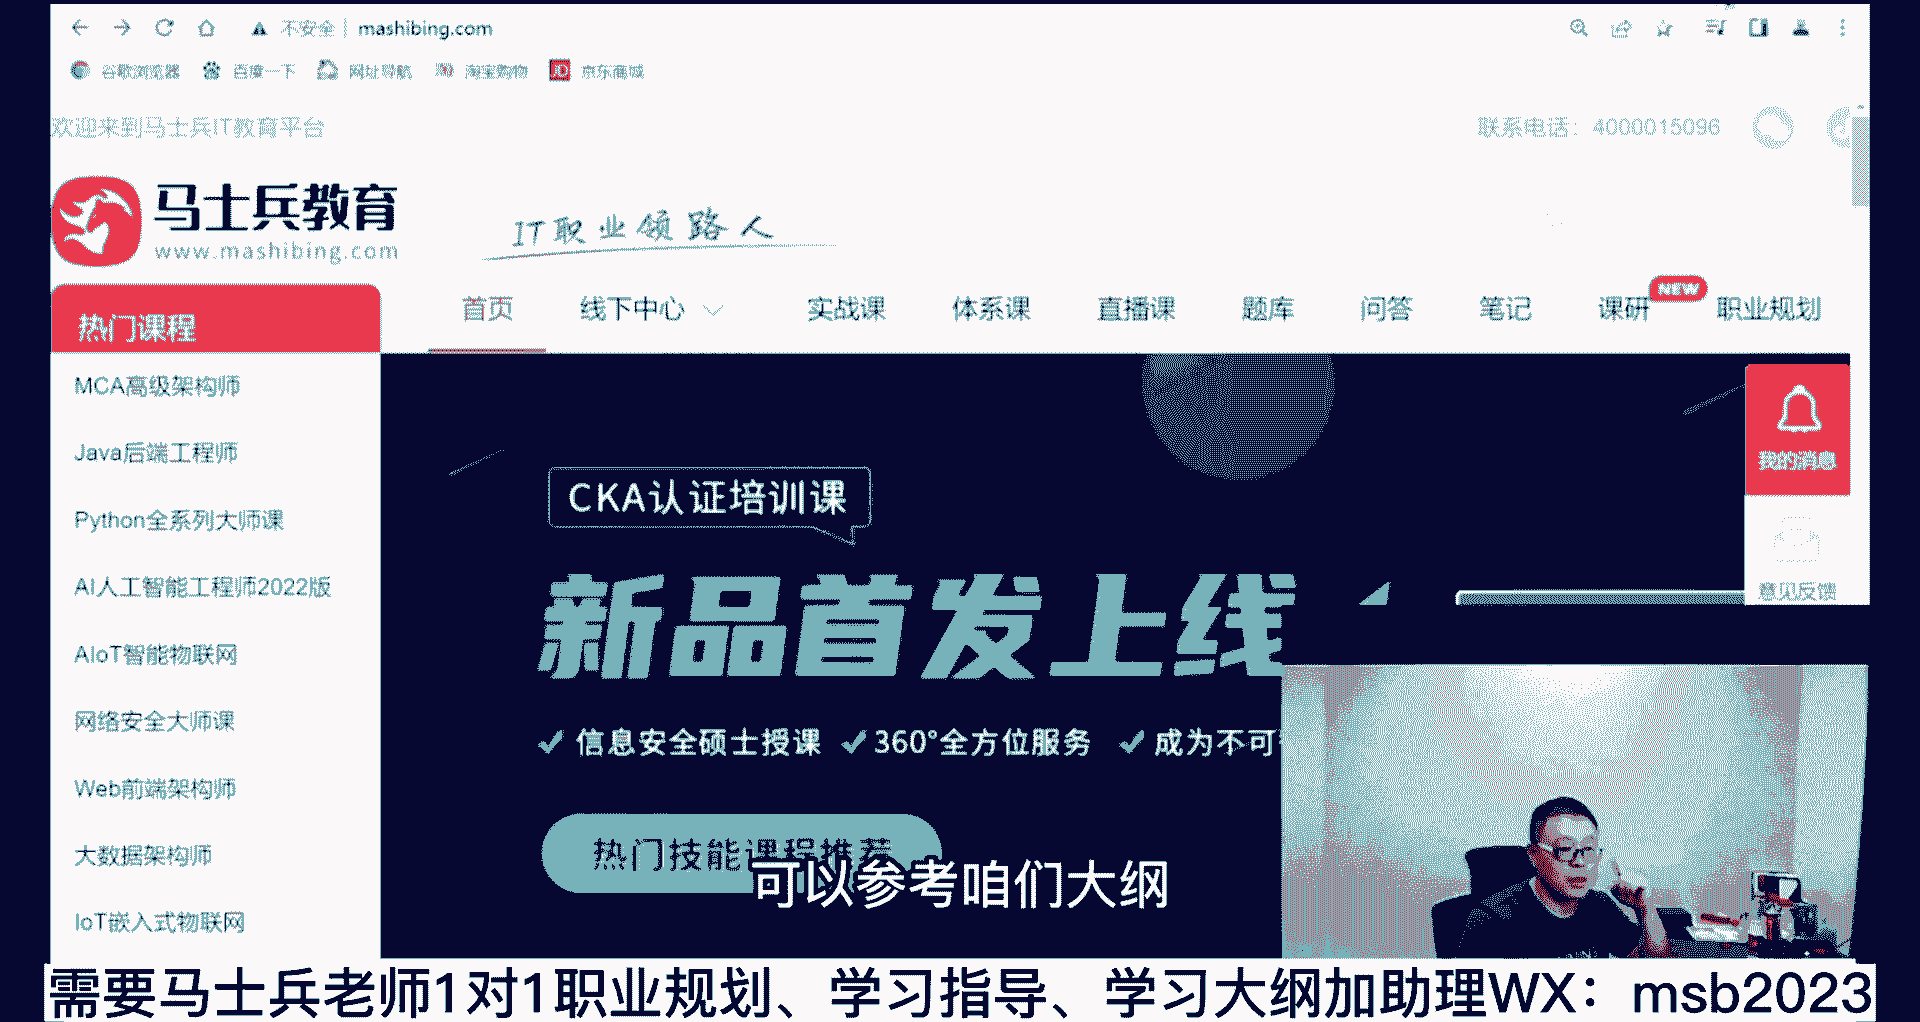 不安全 | mashibing.com
谷歌浏览器 百度一下 网址导航 淘宝购物 JD 京东商城
欢迎来到马士兵IT教育平台
联系电话：4000015096
马士兵教育
www.mashibing.com
IT职业领路人
热门课程
首页 线下中心 实战课 体系课 直播课 题库 问答 笔记 课研 NEW 职业规划
MCA高级架构师
Java后端工程师
Python全系列大师课
AI人工智能工程师2022版
AIoT智能物联网
网络安全大师课
Web前端架构师
大数据架构师
IoT嵌入式物联网
CKA认证培训课
新品首发上线
信息安全硕士授课 360°全方位服务 成为不可
热门技能课程推荐
我的消息
意见反馈
可以参考咱们大纲
需要马士兵老师1对1职业规划、学习指导、学习大纲加助理WX：msb2023